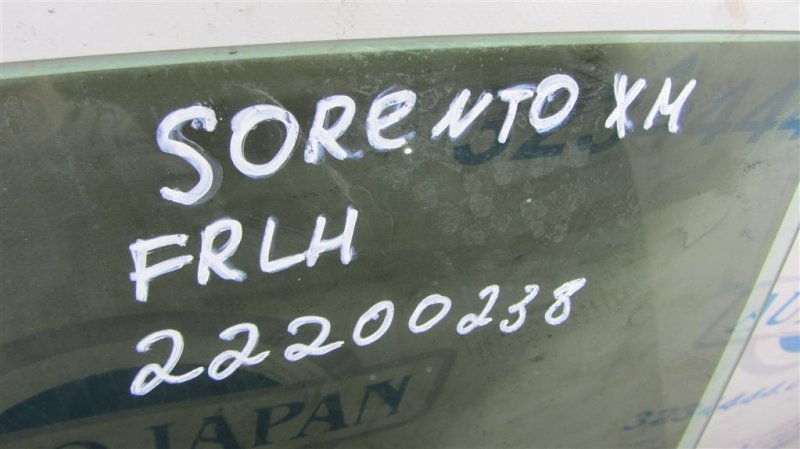 SORENTO XM
FRLH
22200238
JAPAN